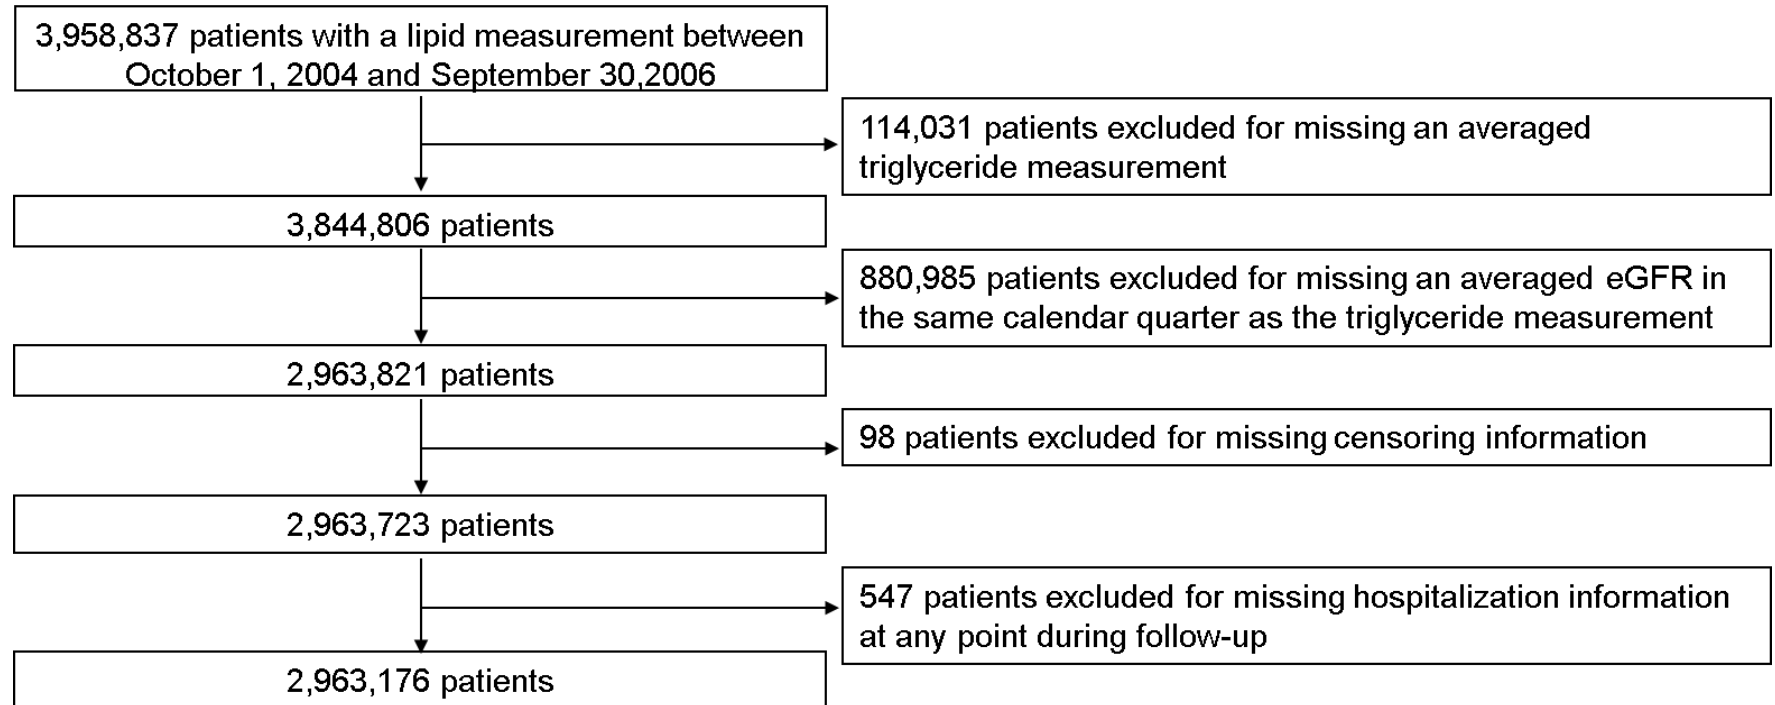 3,958,837 patients with a lipid measurement between
October 1, 2004 and September 30,2006
114,031 patients excluded for missing an averaged
triglyceride measurement
3,844,806 patients
880,985 patients excluded for missing an averaged eGFR in
the same calendar quarter as the triglyceride measurement
2,963,821 patients
98 patients excluded for missing censoring information
2,963,723 patients
547 patients excluded for missing hospitalization information
at any point during follow-up
2,963,176 patients